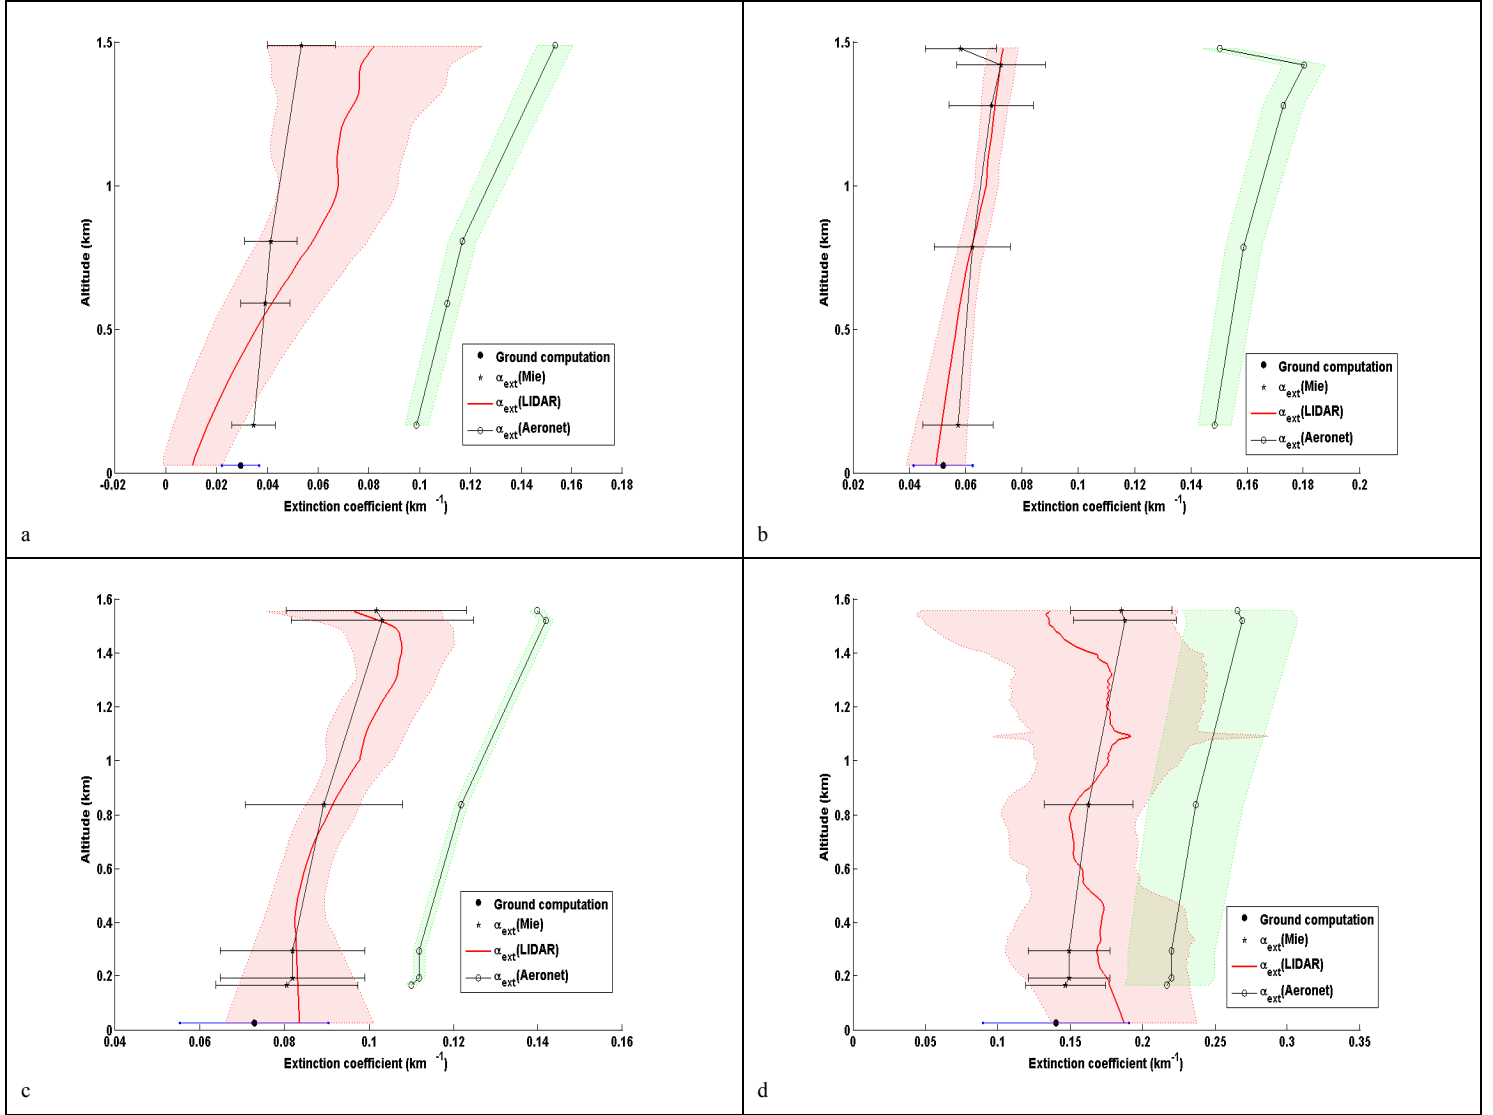 1.5
1
0.5
0
Altitude (km)
-0.02 0 0.02 0.04 0.06 0.08 0.1 0.12 0.14 0.16 0.18
Extinction coefficient (km⁻¹)
Ground computation
αext(Mie)
αext(LIDAR)
αext(Aeronet)
a
1.5
1
0.5
0
Altitude (km)
0.02 0.04 0.06 0.08 0.1 0.12 0.14 0.16 0.18 0.2
Extinction coefficient (km⁻¹)
Ground computation
αext(Mie)
αext(LIDAR)
αext(Aeronet)
b
1.6
1.4
1.2
1
0.8
0.6
0.4
0.2
0
Altitude (km)
0.04 0.06 0.08 0.1 0.12 0.14 0.16
Extinction coefficient (km⁻¹)
Ground computation
αext(Mie)
αext(LIDAR)
αext(Aeronet)
c
1.6
1.4
1.2
1
0.8
0.6
0.4
0.2
0
Altitude (km)
0 0.05 0.1 0.15 0.2 0.25 0.3 0.35
Extinction coefficient (km⁻¹)
Ground computation
αext(Mie)
αext(LIDAR)
αext(Aeronet)
d